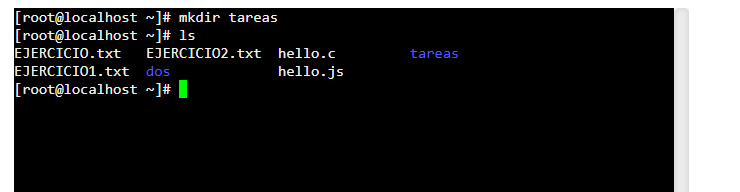 [root@localhost ~]# mkdir tareas
[root@localhost ~]# ls
EJERCICIO.txt  EJERCICIO2.txt  hello.c         tareas
EJERCICIO1.txt  dos             hello.js
[root@localhost ~]#